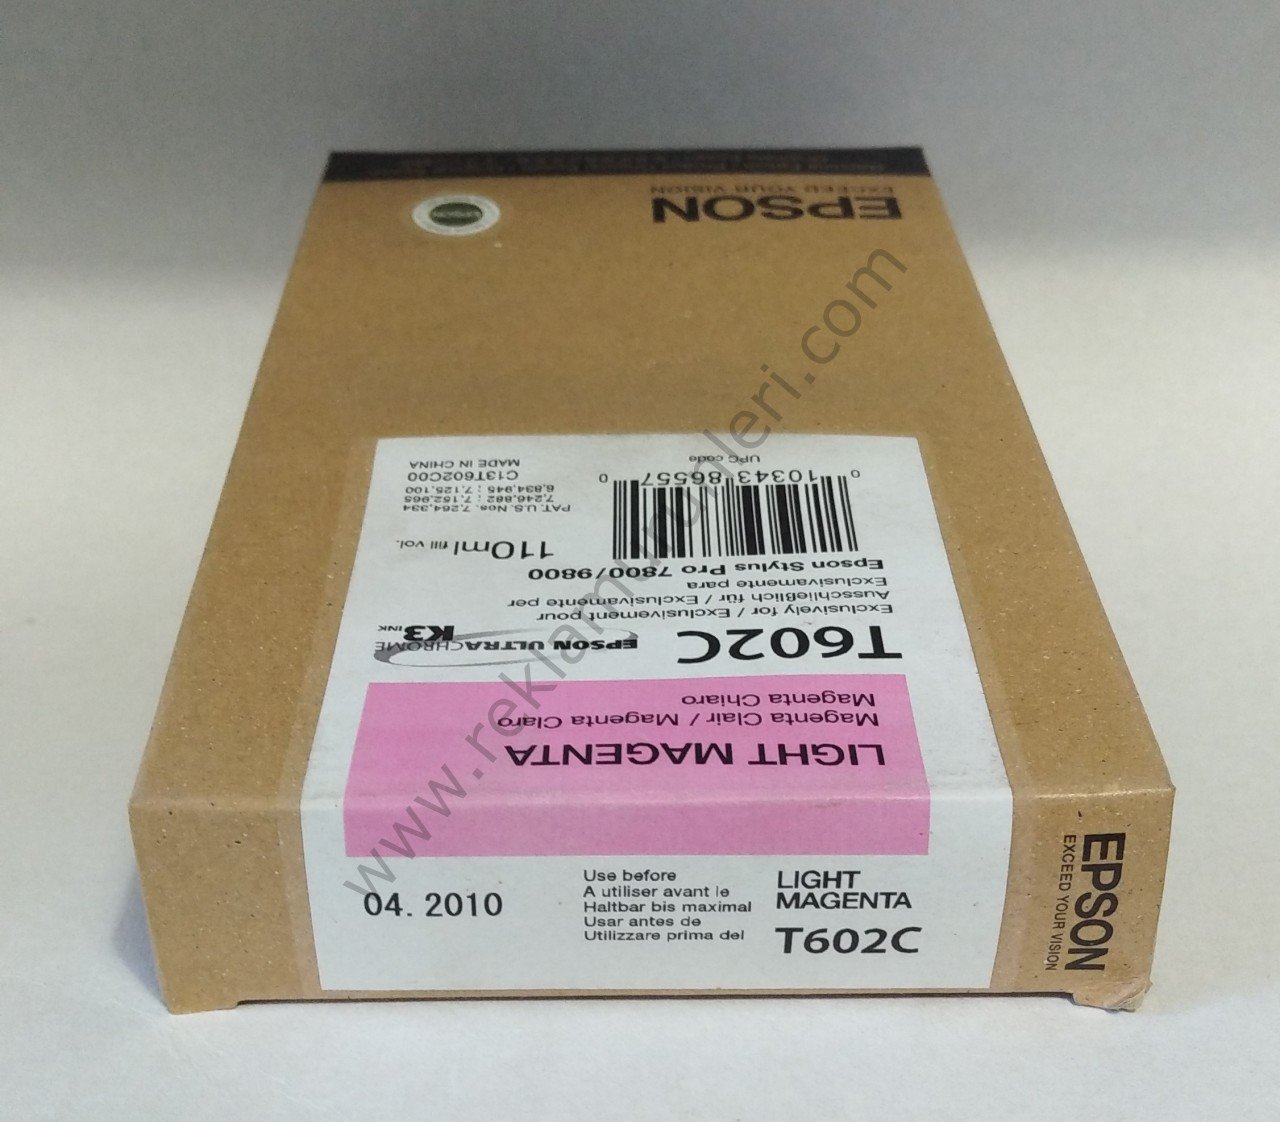 EPSON
EXCEED YOUR VISION
LIGHT MAGENTA
Magenta Clair / Magenta Claro
Magenta Chiaro
T602C
EPSON ULTRACHROME
K3 INK
Exclusively for / Exclusivement pour
Ausschließlich für / Exclusivamente per
Exclusivamente para
Epson Stylus Pro 7800/9800
110ml fill vol.
PAT. U.S. Nos. 7,264,334
7,246,882 ; 7,152,965
6,834,945 ; 7,125,100
C13T602C00
MADE IN CHINA
0 10343 86557 0
UPC code
04. 2010
Use before
A utiliser avant le
Haltbar bis maximal
Usar antes de
Utilizzare prima del
LIGHT
MAGENTA
T602C
EPSON
EXCEED YOUR VISION
www.reklamurunleri.com